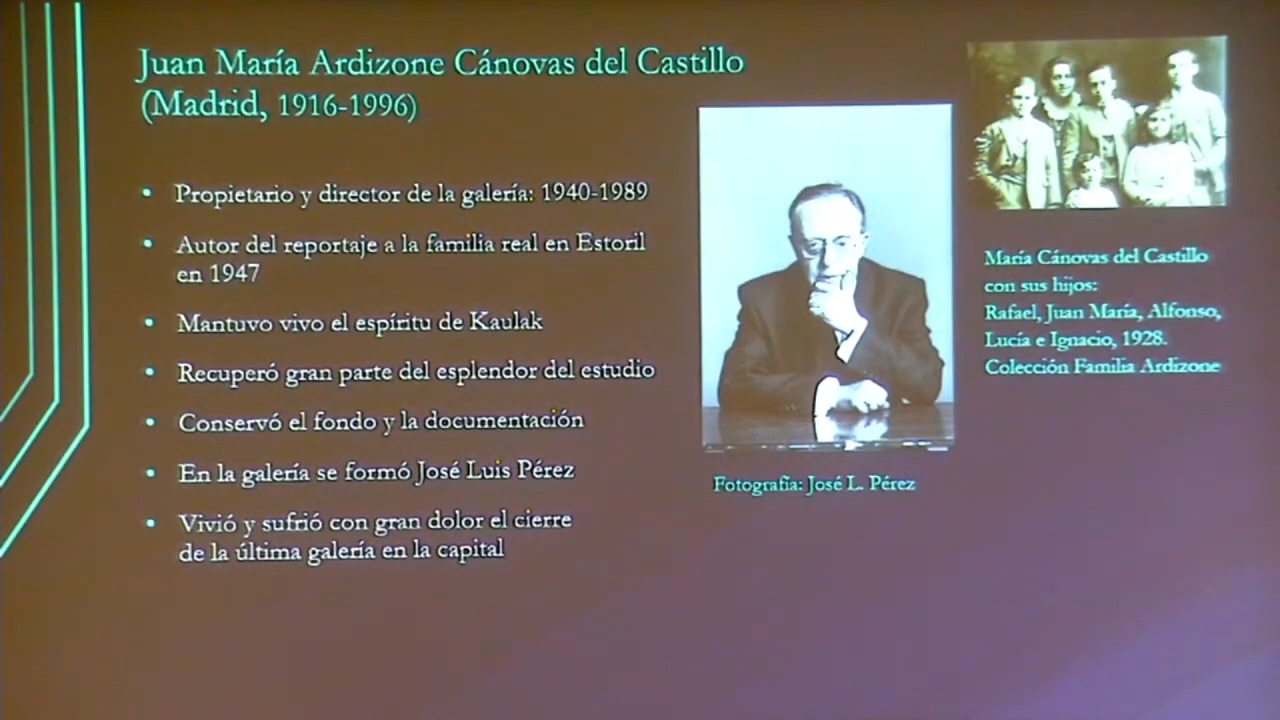 Juan María Ardizone Cánovas del Castillo
(Madrid, 1916-1996)
• Propietario y director de la galería: 1940-1989
• Autor del reportaje a la familia real en Estoril
en 1947
• Mantuvo vivo el espíritu de Kaulak
• Recuperó gran parte del esplendor del estudio
• Conservó el fondo y la documentación
• En la galería se formó José Luis Pérez
• Vivió y sufrió con gran dolor el cierre
de la última galería en la capital
Fotografía: José L. Pérez
María Cánovas del Castillo
con sus hijos:
Rafael, Juan María, Alfonso,
Lucía e Ignacio, 1928.
Colección Familia Ardizone